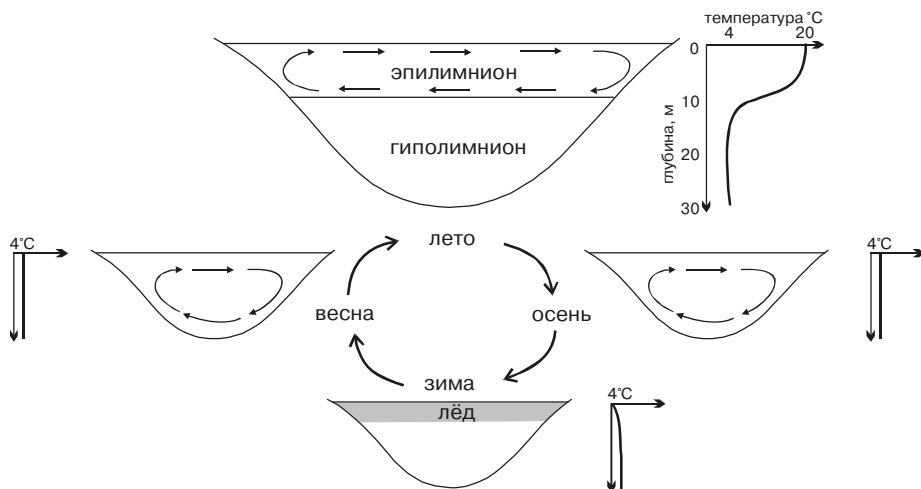 температура °С
4 20
0
эпилимнион
10
гиполимнион
20
глубина, м
30
4°С
лето
4°С
весна
осень
зима
4°С
лёд